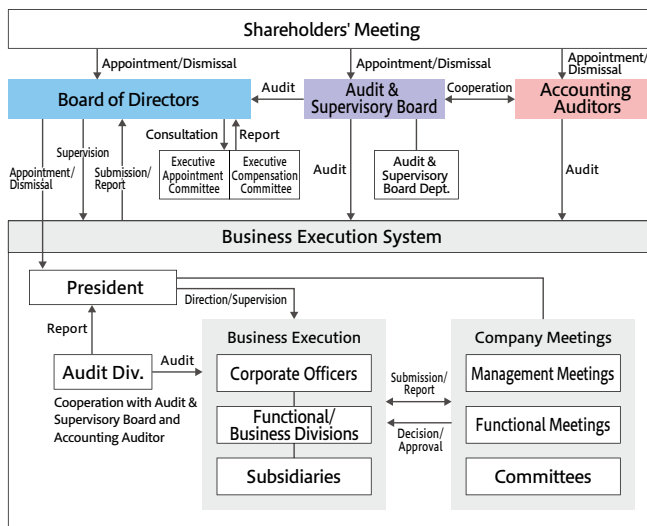 Shareholders' Meeting
Appointment/Dismissal
Appointment/Dismissal
Appointment/
Dismissal
Board of Directors
Audit
Audit &
Supervisory Board
Cooperation
Accounting
Auditors
Appointment/
Dismissal
Supervision
Submission/
Report
Consultation
Report
Executive
Appointment
Committee
Executive
Compensation
Committee
Audit
Audit &
Supervisory
Board Dept.
Audit
Business Execution System
President
Direction/Supervision
Report
Audit Div.
Audit
Cooperation with Audit &
Supervisory Board and
Accounting Auditor
Business Execution
Corporate Officers
Functional/
Business Divisions
Subsidiaries
Submission/
Report
Decision/
Approval
Company Meetings
Management Meetings
Functional Meetings
Committees